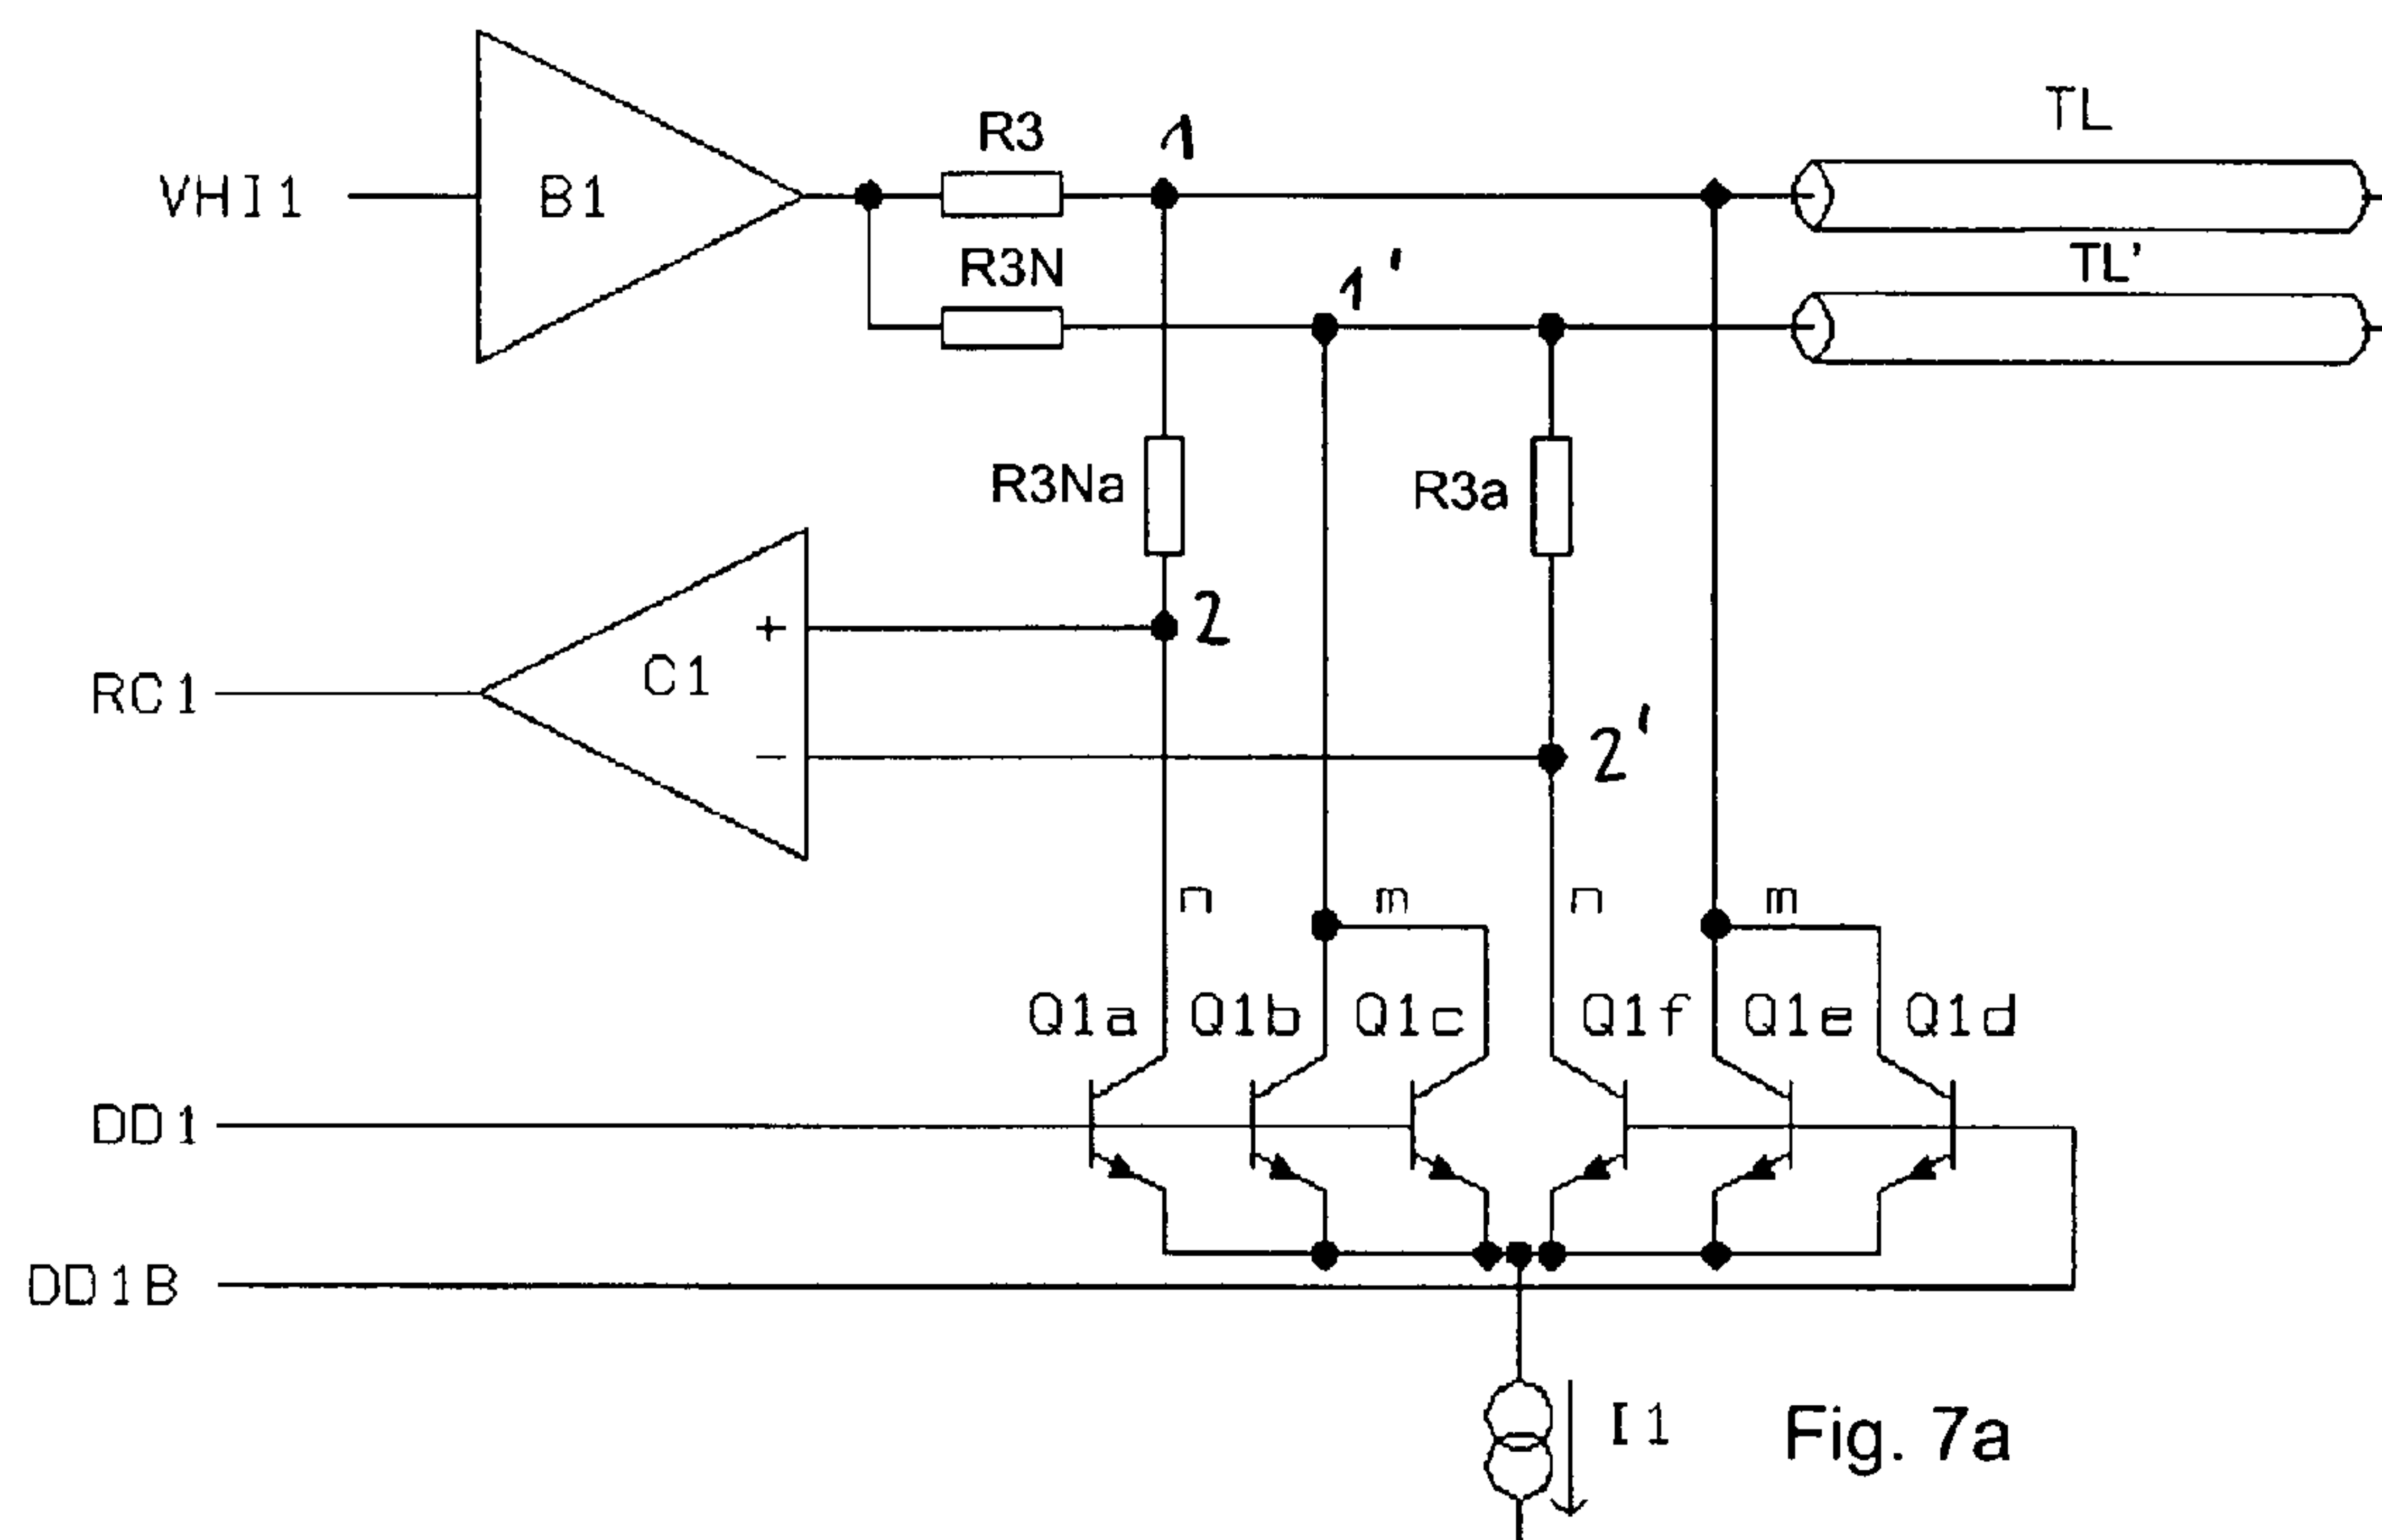 TL
R3
1
VHI1
B1
R3N
1'
TL'
R3Na
R3a
+
2
C1
RC1
−
2'
n
m
n
m
Q1a
Q1b
Q1c
Q1f
Q1e
Q1d
DD1
DD1B
I1
Fig. 7a